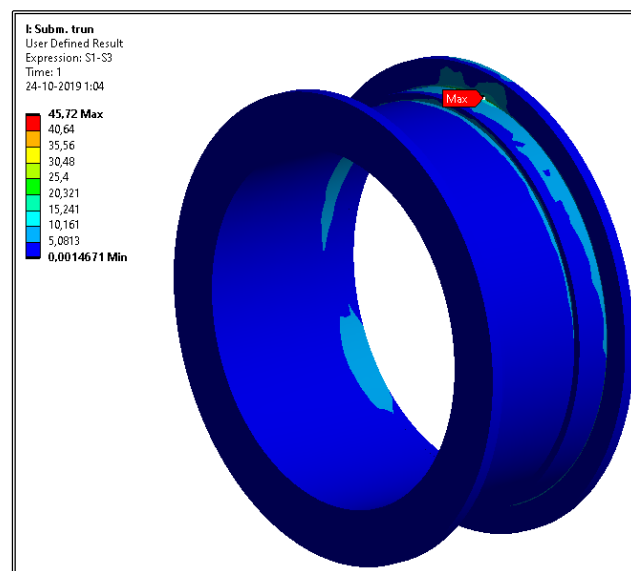 I: Subm. trun
User Defined Result
Expression: S1-S3
Time: 1
24-10-2019 1:04
45,72 Max
40,64
35,56
30,48
25,4
20,321
15,241
10,161
5,0813
0,0014671 Min
Max